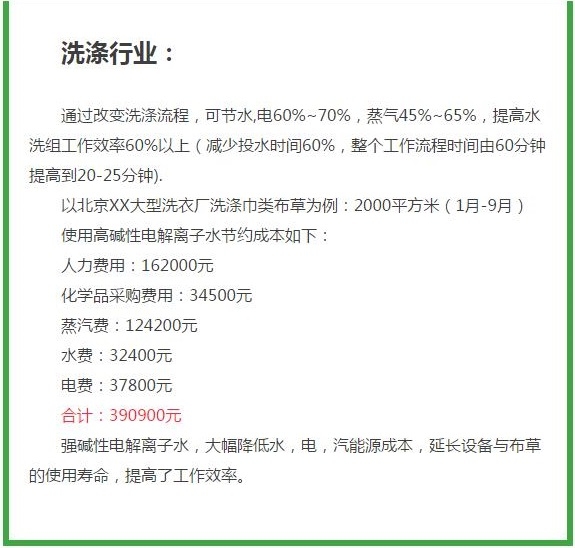 洗涤行业：
通过改变洗涤流程，可节水,电60%~70%，蒸气45%~65%，提高水
洗组工作效率60%以上（减少投水时间60%，整个工作流程时间由60分钟
提高到20-25分钟).
以北京XX大型洗衣厂洗涤巾类布草为例：2000平方米（1月-9月）
使用高碱性电解离子水节约成本如下：
人力费用：162000元
化学品采购费用：34500元
蒸汽费：124200元
水费：32400元
电费：37800元
合计：390900元
强碱性电解离子水，大幅降低水，电，汽能源成本，延长设备与布草
的使用寿命，提高了工作效率。